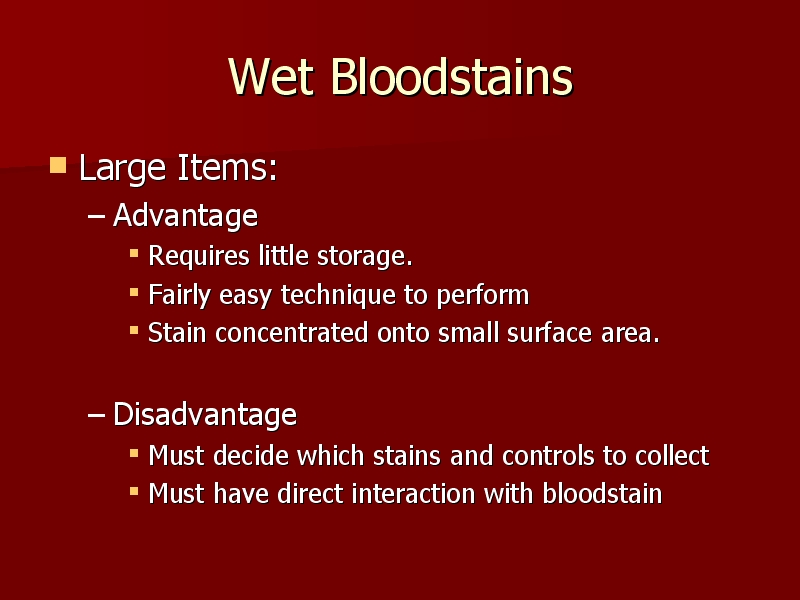 Wet Bloodstains
Large Items:
– Advantage
Requires little storage.
Fairly easy technique to perform
Stain concentrated onto small surface area.
– Disadvantage
Must decide which stains and controls to collect
Must have direct interaction with bloodstain